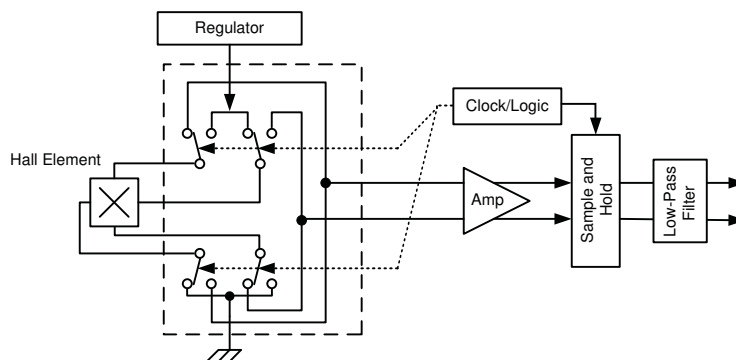 Regulator
Clock/Logic
Hall Element
Amp
Sample and
Hold
Low-Pass
Filter